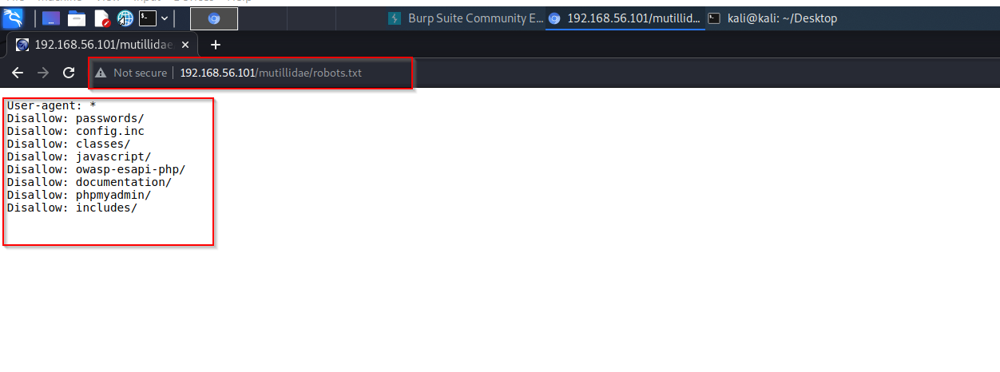 Burp Suite Community E...
192.168.56.101/mutillid...
kali@kali: ~/Desktop
192.168.56.101/mutillidae
Not secure
192.168.56.101/mutillidae/robots.txt
User-agent: *
Disallow: passwords/
Disallow: config.inc
Disallow: classes/
Disallow: javascript/
Disallow: owasp-esapi-php/
Disallow: documentation/
Disallow: phpmyadmin/
Disallow: includes/